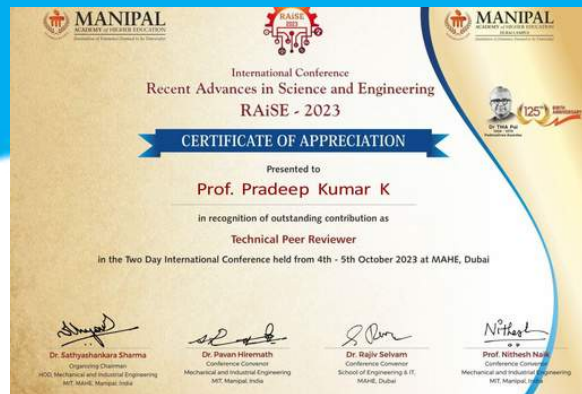 MANIPAL
ACADEMY of HIGHER EDUCATION
RAiSE
2023
MANIPAL
ACADEMY of HIGHER EDUCATION
DUBAI CAMPUS
International Conference
Recent Advances in Science and Engineering
RAiSE - 2023
CERTIFICATE OF APPRECIATION
125th BIRTH
ANNIVERSARY
Dr TMA Pai
Presented to
Prof. Pradeep Kumar K
in recognition of outstanding contribution as
Technical Peer Reviewer
in the Two Day International Conference held from 4th - 5th October 2023 at MAHE, Dubai
Nithesh
Dr. Sathyashankara Sharma
Organizing Chairman
HOD, Mechanical and Industrial Engineering
MIT, MAHE, Manipal, India
Dr. Pavan Hiremath
Conference Convenor
Mechanical and Industrial Engineering
MIT, Manipal, India
Dr. Rajiv Selvam
Conference Convenor
School of Engineering & IT,
MAHE, Dubai
Prof. Nithesh Naik
Conference Convenor
Mechanical and Industrial Engineering
MIT, Manipal, India